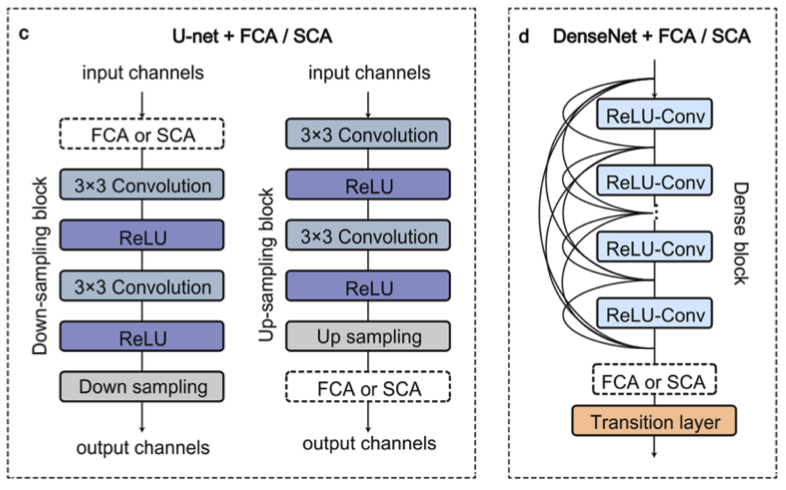 c
U-net + FCA / SCA
input channels
FCA or SCA
3×3 Convolution
ReLU
3×3 Convolution
ReLU
Down sampling
output channels
Down-sampling block
input channels
3×3 Convolution
ReLU
3×3 Convolution
ReLU
Up sampling
FCA or SCA
output channels
Up-sampling block
d
DenseNet + FCA / SCA
ReLU-Conv
ReLU-Conv
ReLU-Conv
ReLU-Conv
Dense block
FCA or SCA
Transition layer